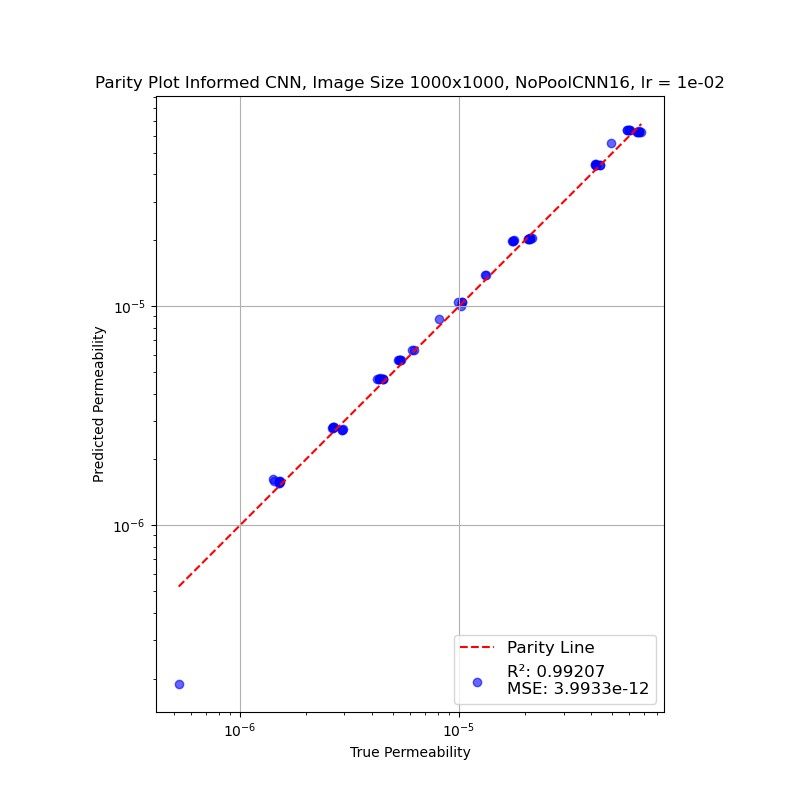 Parity Plot Informed CNN, Image Size 1000x1000, NoPoolCNN16, lr = 1e-02
Predicted Permeability
10⁻⁵
10⁻⁶
Parity Line
R²: 0.99207
MSE: 3.9933e-12
10⁻⁶
10⁻⁵
True Permeability